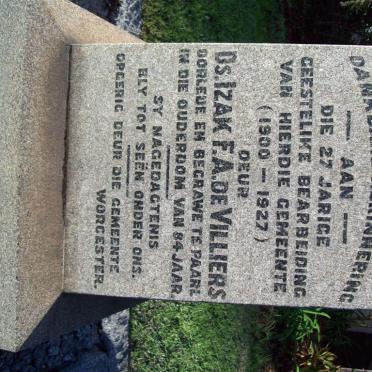 DANKBARE HERINNERING
— AAN —
DIE 27 JARIGE
GEESTELIKE BEARBEIDING
VAN HIERDIE GEMEENTE
(1900 – 1927)
DEUR
DS IZAK F.A. DE VILLIERS
OORLEDE EN BEGRAWE TE PAARL
IN DIE OUDERDOM VAN 84 JAAR.
SY NAGEDAGTENIS
BLY TOT SEËN ONDER ONS.
OPGERIG DEUR DIE GEMEENTE
WORCESTER.